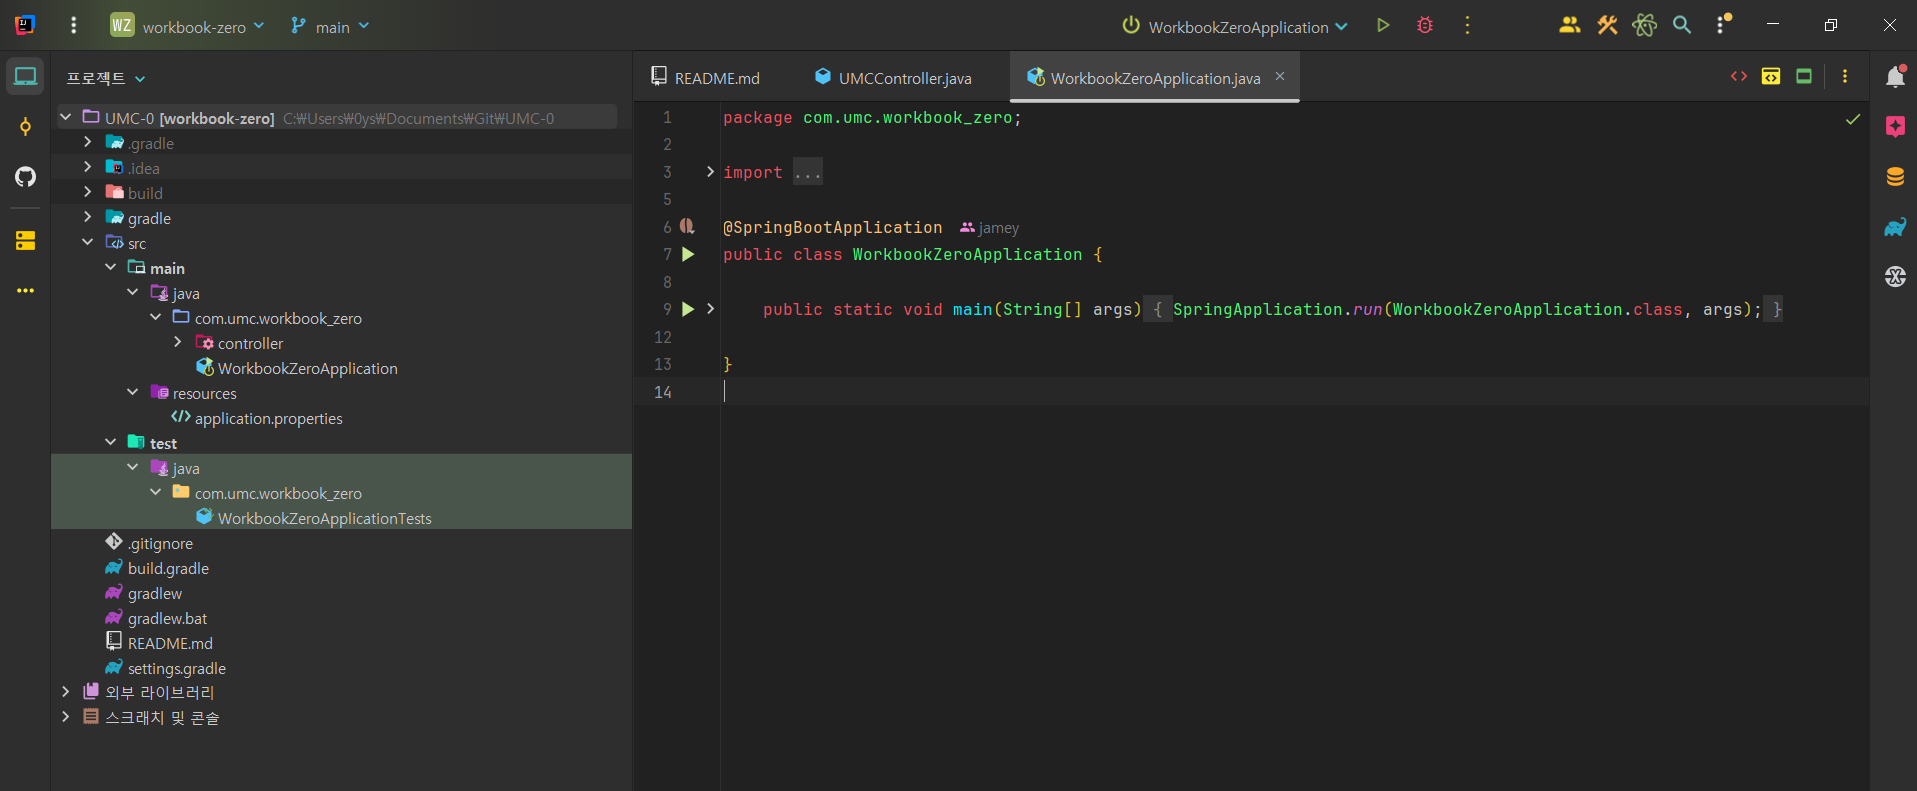 WZ workbook-zero main WorkbookZeroApplication
프로젝트
README.md UMCController.java WorkbookZeroApplication.java
UMC-0 [workbook-zero] C:₩Users₩0ys₩Documents₩Git₩UMC-0
.gradle
.idea
build
gradle
src
main
java
com.umc.workbook_zero
controller
WorkbookZeroApplication
resources
application.properties
test
java
com.umc.workbook_zero
WorkbookZeroApplicationTests
.gitignore
build.gradle
gradlew
gradlew.bat
README.md
settings.gradle
외부 라이브러리
스크래치 및 콘솔
1 package com.umc.workbook_zero;
2
3 import ...
5
6 @SpringBootApplication jamey
7 public class WorkbookZeroApplication {
8
9 public static void main(String[] args) { SpringApplication.run(WorkbookZeroApplication.class, args); }
12
13 }
14